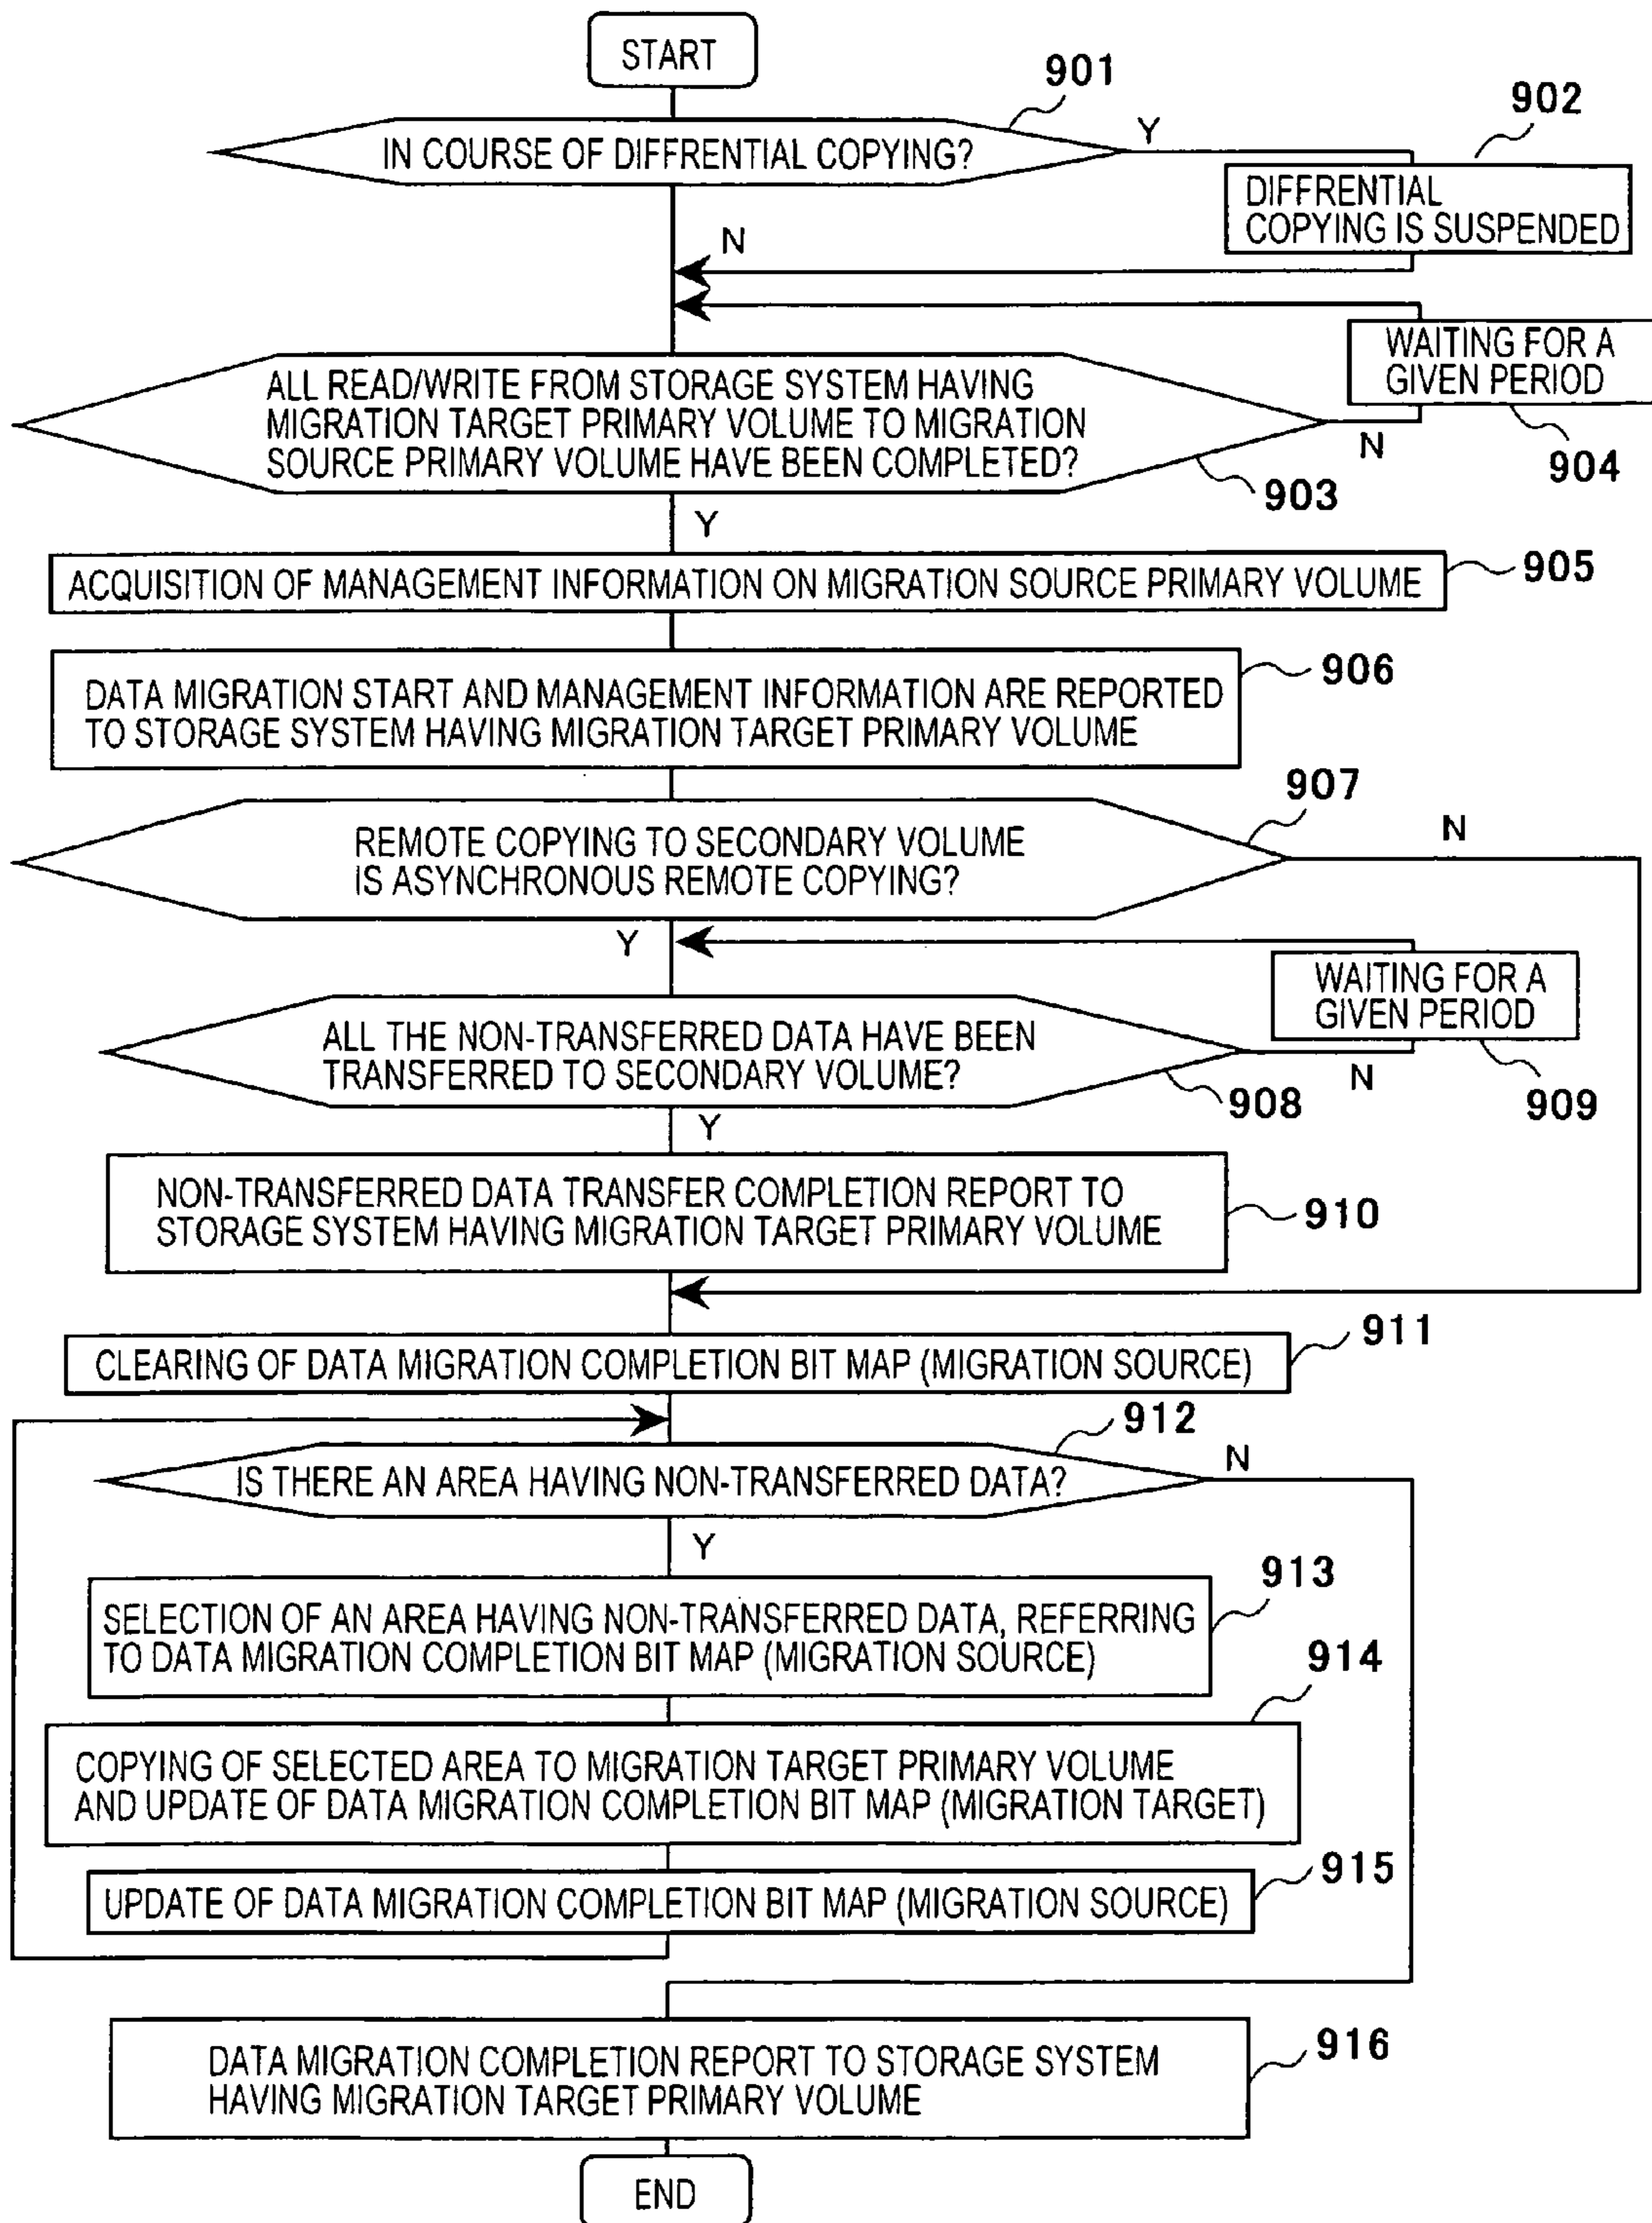 START
901
IN COURSE OF DIFFRENTIAL COPYING?
Y
902
DIFFRENTIAL
COPYING IS SUSPENDED
N
WAITING FOR A
GIVEN PERIOD
904
ALL READ/WRITE FROM STORAGE SYSTEM HAVING
MIGRATION TARGET PRIMARY VOLUME TO MIGRATION
SOURCE PRIMARY VOLUME HAVE BEEN COMPLETED?
N
903
Y
ACQUISITION OF MANAGEMENT INFORMATION ON MIGRATION SOURCE PRIMARY VOLUME
905
DATA MIGRATION START AND MANAGEMENT INFORMATION ARE REPORTED
TO STORAGE SYSTEM HAVING MIGRATION TARGET PRIMARY VOLUME
906
907
REMOTE COPYING TO SECONDARY VOLUME
IS ASYNCHRONOUS REMOTE COPYING?
N
Y
WAITING FOR A
GIVEN PERIOD
909
ALL THE NON-TRANSFERRED DATA HAVE BEEN
TRANSFERRED TO SECONDARY VOLUME?
N
908
Y
NON-TRANSFERRED DATA TRANSFER COMPLETION REPORT TO
STORAGE SYSTEM HAVING MIGRATION TARGET PRIMARY VOLUME
910
CLEARING OF DATA MIGRATION COMPLETION BIT MAP (MIGRATION SOURCE)
911
912
IS THERE AN AREA HAVING NON-TRANSFERRED DATA?
N
Y
913
SELECTION OF AN AREA HAVING NON-TRANSFERRED DATA, REFERRING
TO DATA MIGRATION COMPLETION BIT MAP (MIGRATION SOURCE)
914
COPYING OF SELECTED AREA TO MIGRATION TARGET PRIMARY VOLUME
AND UPDATE OF DATA MIGRATION COMPLETION BIT MAP (MIGRATION TARGET)
915
UPDATE OF DATA MIGRATION COMPLETION BIT MAP (MIGRATION SOURCE)
DATA MIGRATION COMPLETION REPORT TO STORAGE SYSTEM
HAVING MIGRATION TARGET PRIMARY VOLUME
916
END